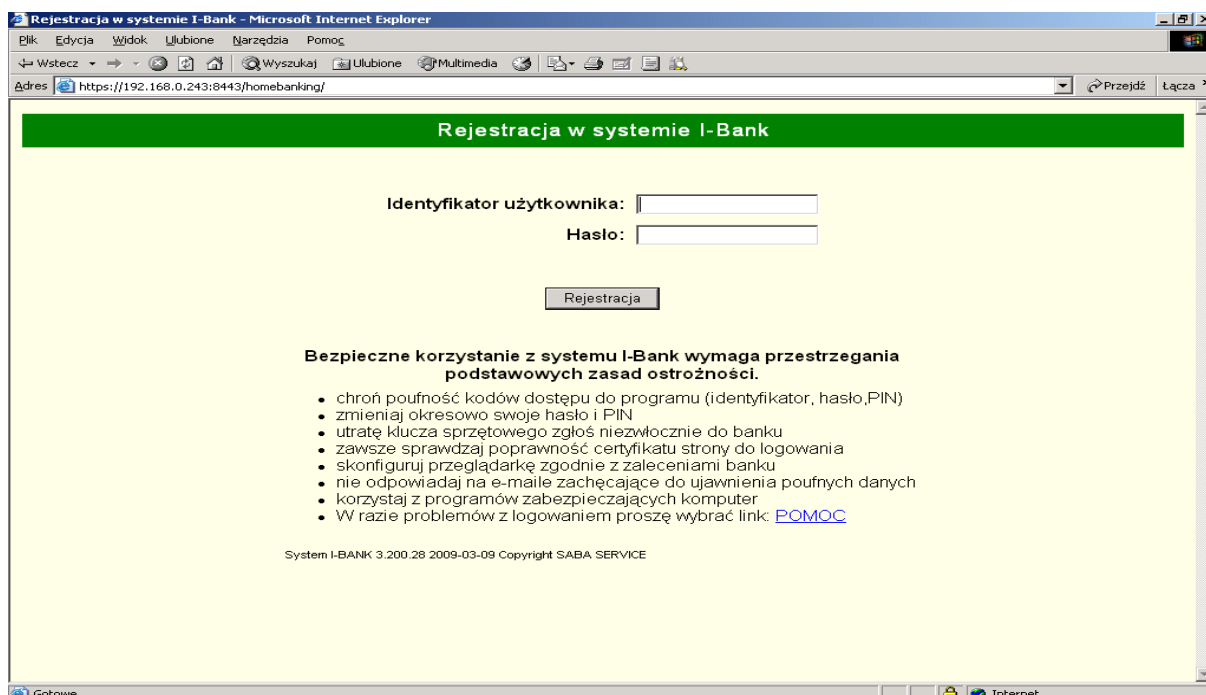 Rejestracja w systemie I-Bank - Microsoft Internet Explorer
Plik Edycja Widok Ulubione Narzędzia Pomoc
Wstecz Wyszukaj Ulubione Multimedia
Adres https://192.168.0.243:8443/homebanking/ Przejdź Łącza
Rejestracja w systemie I-Bank
Identyfikator użytkownika:
Hasło:
Rejestracja
Bezpieczne korzystanie z systemu I-Bank wymaga przestrzegania
podstawowych zasad ostrożności.
• chroń poufność kodów dostępu do programu (identyfikator, hasło,PIN)
• zmieniaj okresowo swoje hasło i PIN
• utratę klucza sprzętowego zgłoś niezwłocznie do banku
• zawsze sprawdzaj poprawność certyfikatu strony do logowania
• skonfiguruj przeglądarkę zgodnie z zaleceniami banku
• nie odpowiadaj na e-maile zachęcające do ujawnienia poufnych danych
• korzystaj z programów zabezpieczających komputer
• W razie problemów z logowaniem proszę wybrać link: POMOC
System I-BANK 3.200.28 2009-03-09 Copyright SABA SERVICE
Gotowe Internet